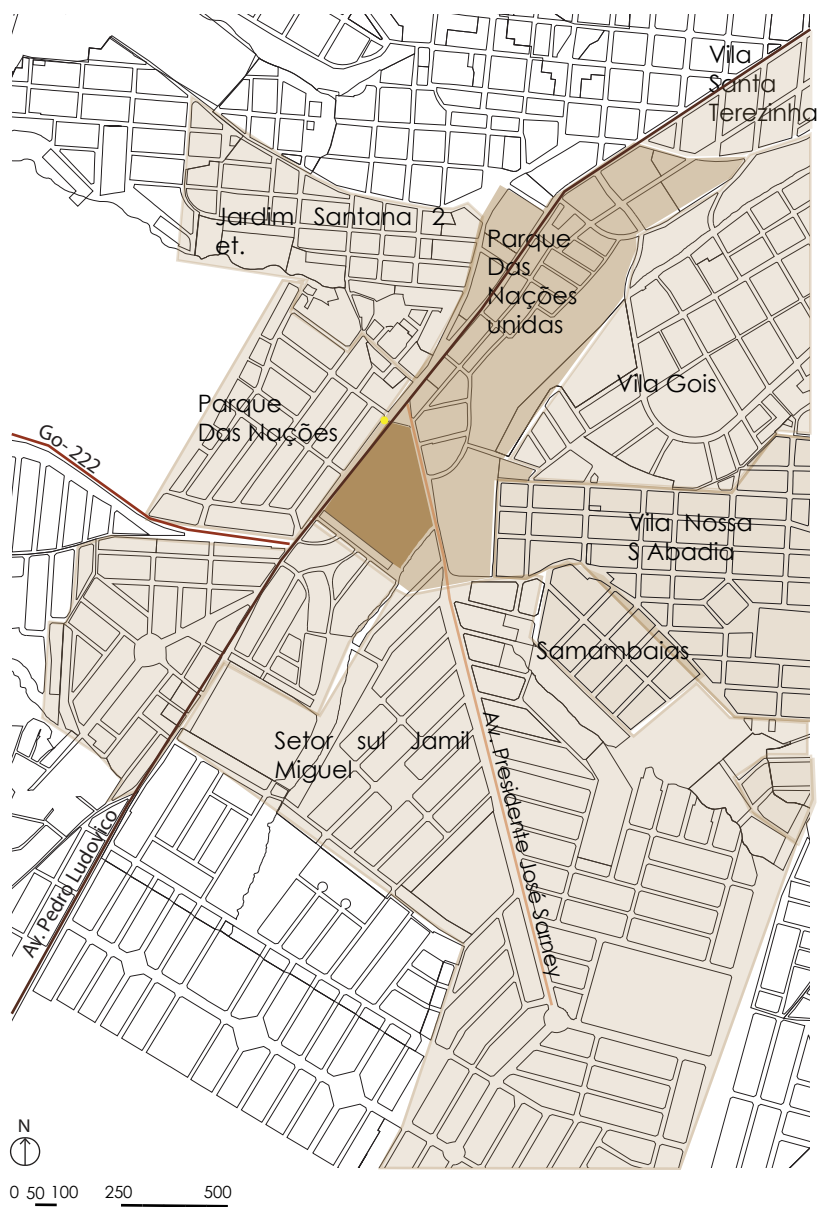 Vila
Santa
Terezinha
Jardim Santana 2
et.
Parque
Das
Nações
unidas
Vila Gois
Parque
Das Nações
Go- 222
Vila Nossa
S Abadia
Samambaias
Setor sul Jamil
Miguel
Av. Presidente José Sarney
Av. Pedro Ludovico
N
0 50 100 250 500